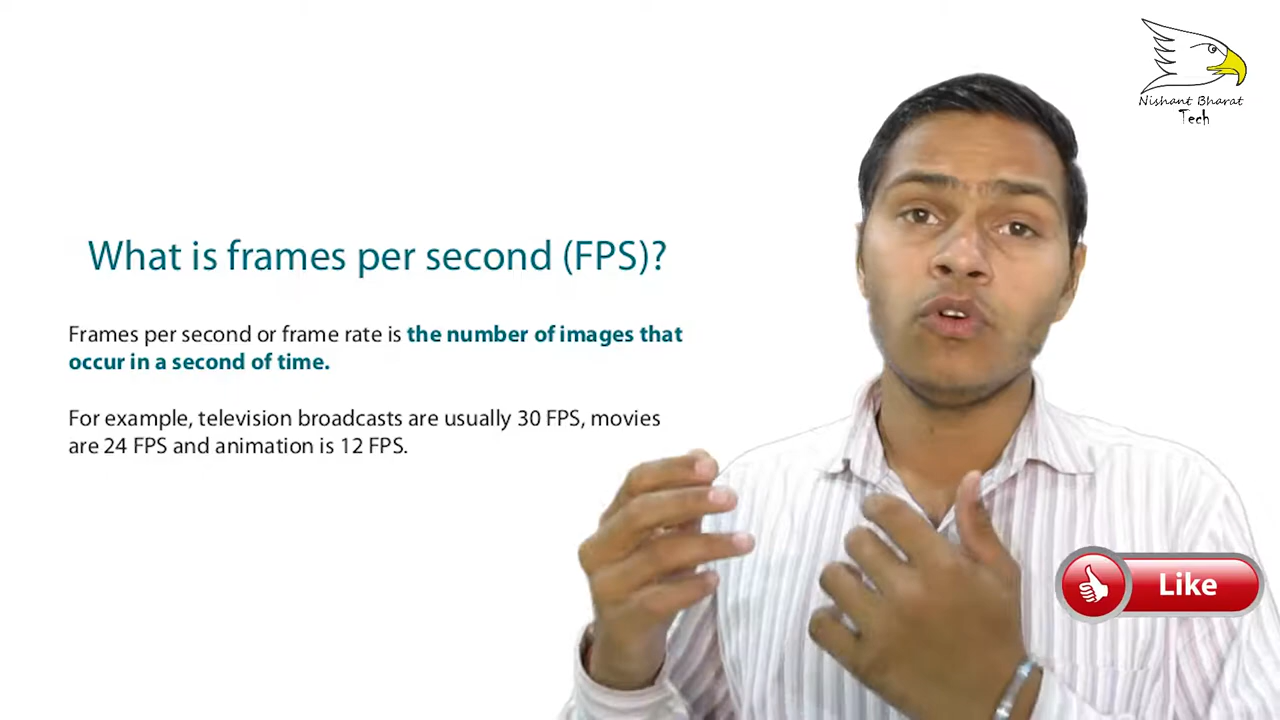 Nishant Bharat
Tech
What is frames per second (FPS)?
Frames per second or frame rate is the number of images that
occur in a second of time.
For example, television broadcasts are usually 30 FPS, movies
are 24 FPS and animation is 12 FPS.
Like